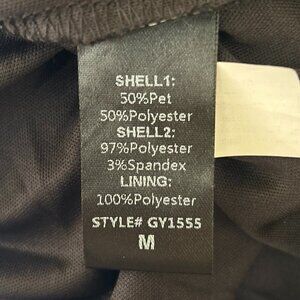 SHELL1:
50%Pet
50%Polyester
SHELL2:
97%Polyester
3%Spandex
LINING:
100%Polyester
STYLE# GY1555
M